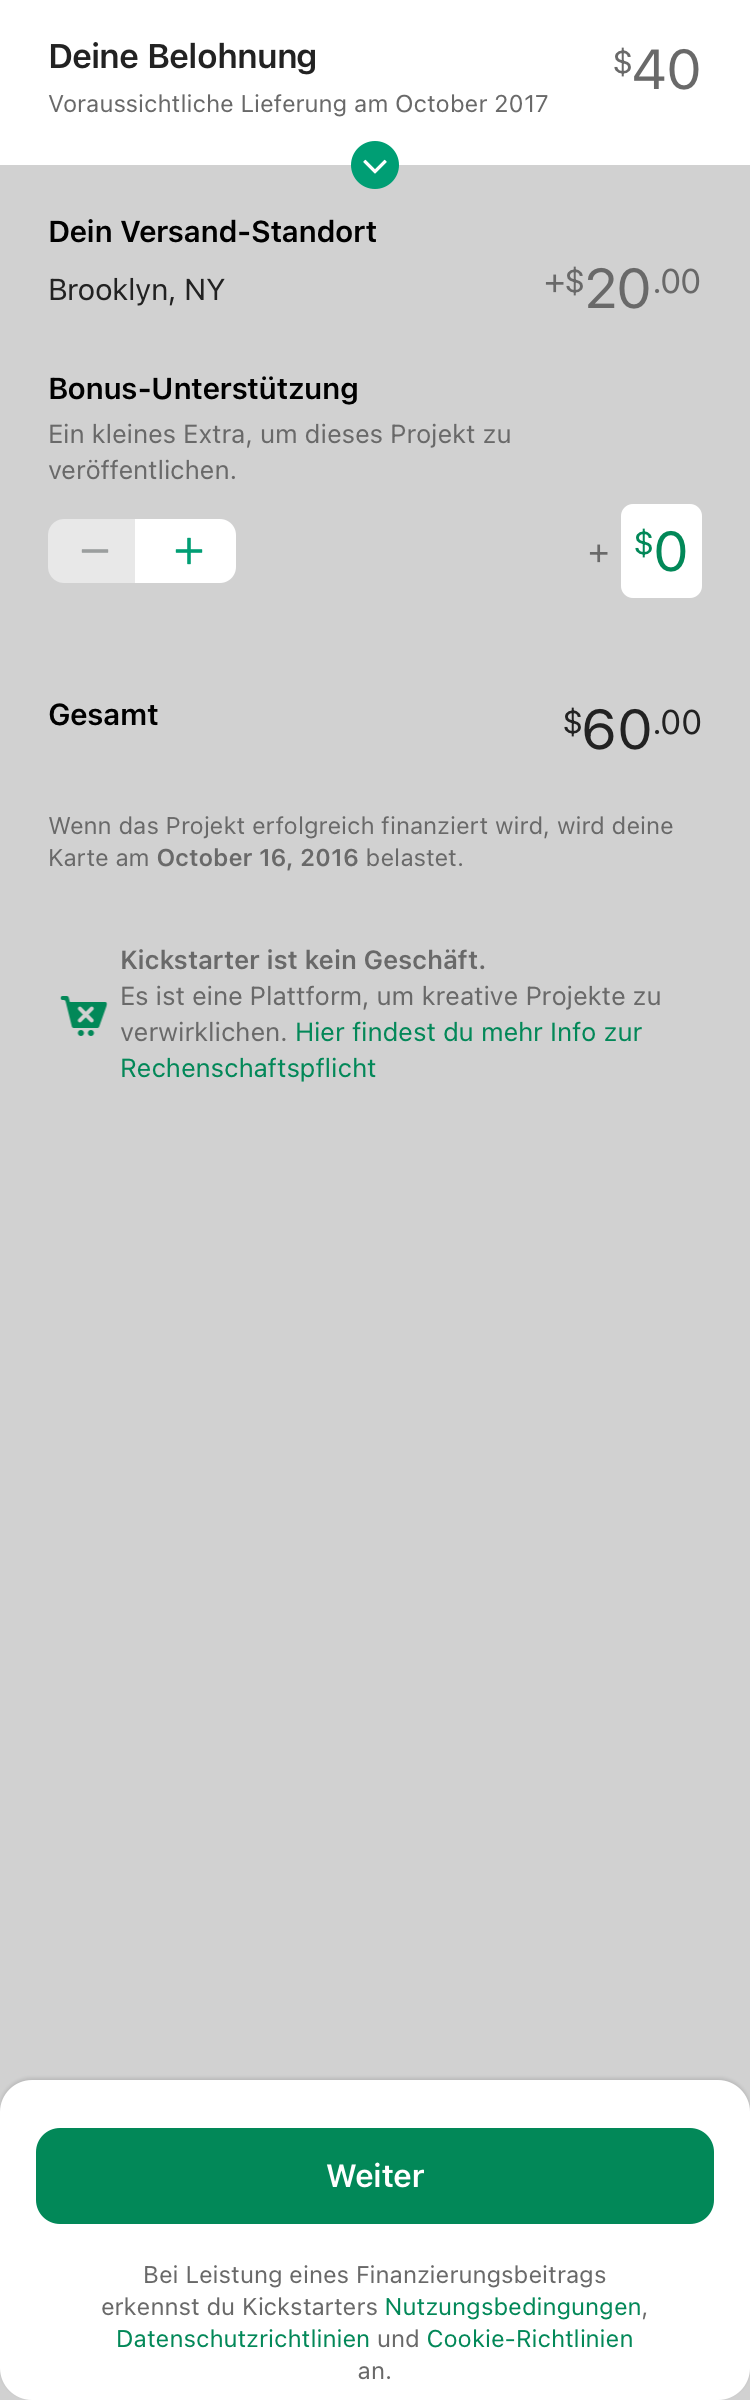 Deine Belohnung
$40
Voraussichtliche Lieferung am October 2017
Dein Versand-Standort
Brooklyn, NY
+$20.00
Bonus-Unterstützung
Ein kleines Extra, um dieses Projekt zu
veröffentlichen.
− +
+ $0
Gesamt
$60.00
Wenn das Projekt erfolgreich finanziert wird, wird deine
Karte am October 16, 2016 belastet.
Kickstarter ist kein Geschäft.
Es ist eine Plattform, um kreative Projekte zu
verwirklichen. Hier findest du mehr Info zur
Rechenschaftspflicht
Weiter
Bei Leistung eines Finanzierungsbeitrags
erkennst du Kickstarters Nutzungsbedingungen,
Datenschutzrichtlinien und Cookie-Richtlinien
an.